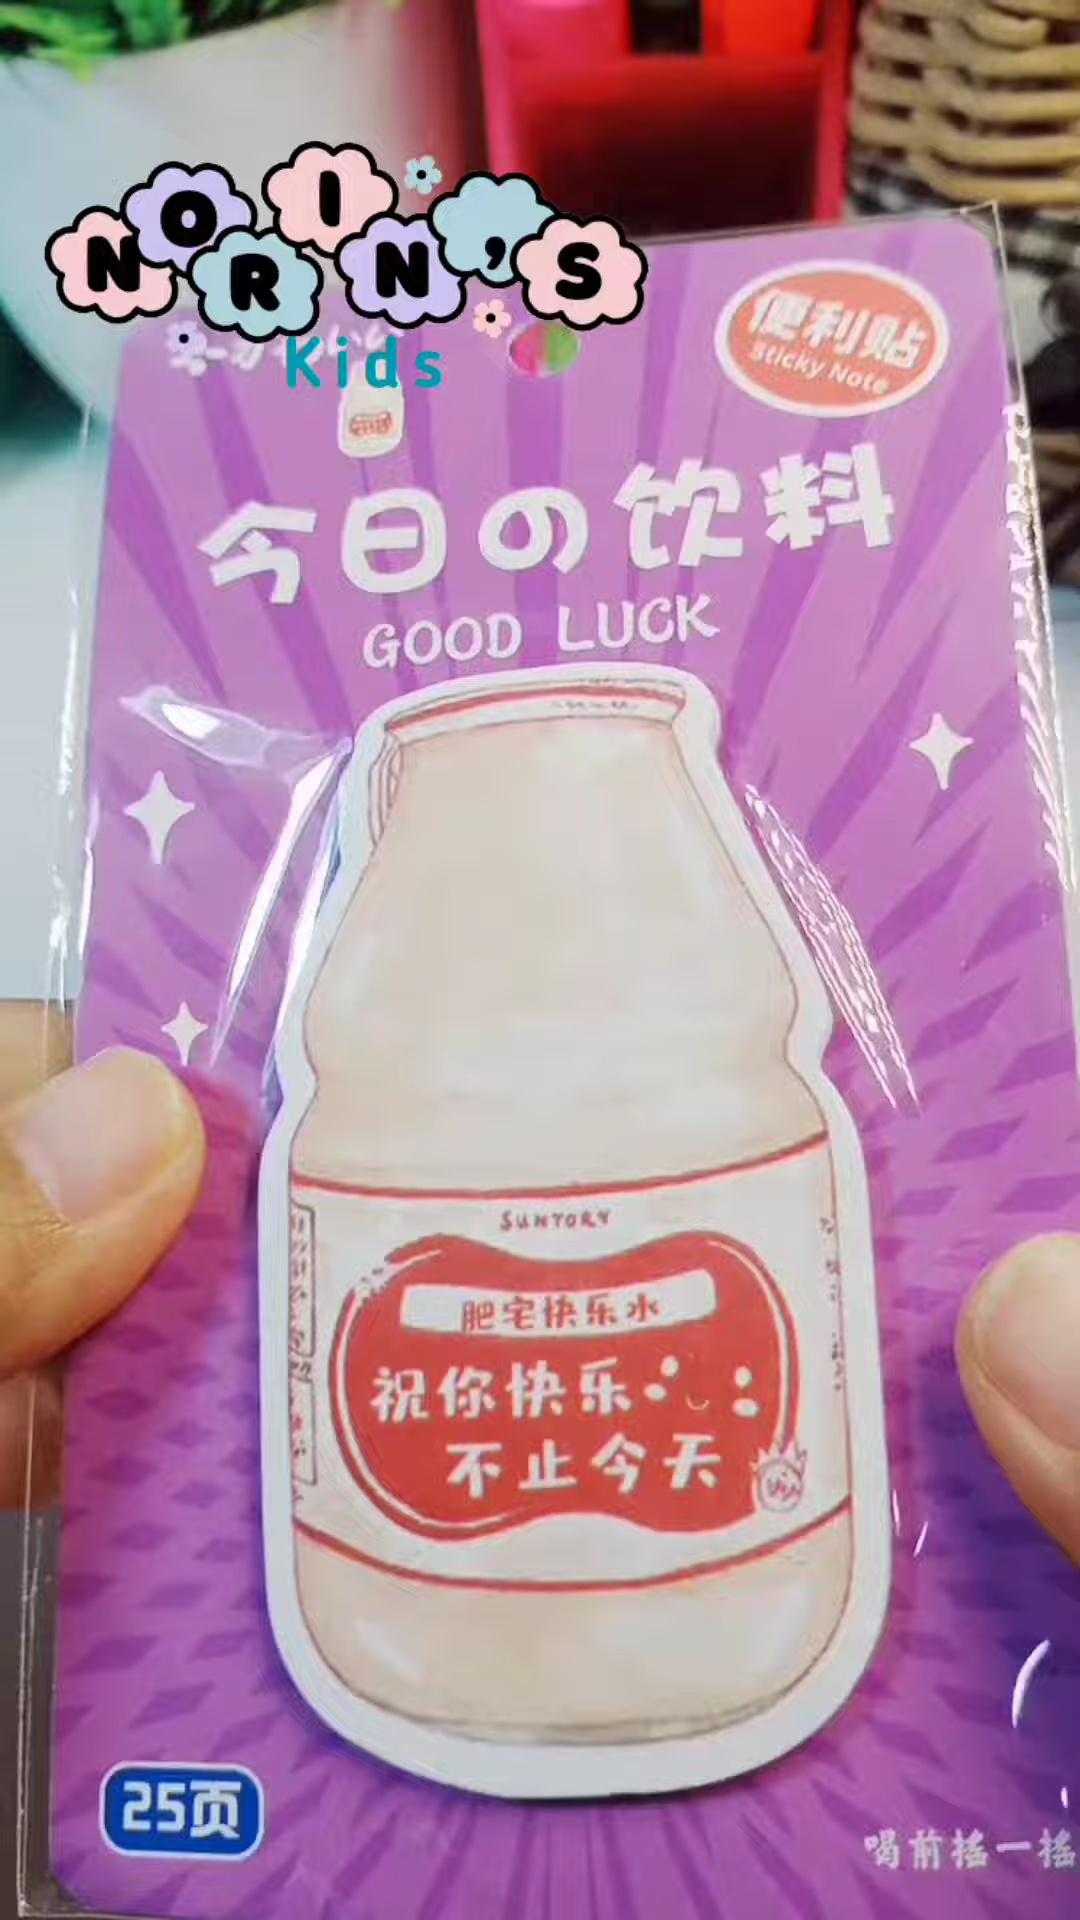 NORIN'S
Kids
便利贴
Sticky Note
今日の饮料
GOOD LUCK
SUNTORY
肥宅快乐水
祝你快乐
不止今天
25页
喝前摇一摇